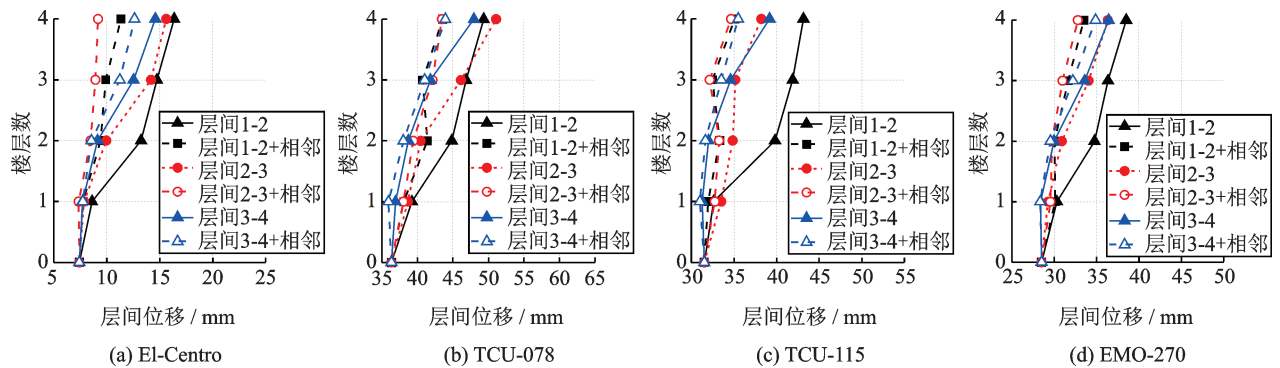 4
3
2
1
0
楼层数
层间1-2
层间1-2+相邻
层间2-3
层间2-3+相邻
层间3-4
层间3-4+相邻
5 10 15 20 25
层间位移 / mm
(a) El-Centro
4
3
2
1
0
楼层数
层间1-2
层间1-2+相邻
层间2-3
层间2-3+相邻
层间3-4
层间3-4+相邻
35 40 45 50 55 60 65
层间位移 / mm
(b) TCU-078
4
3
2
1
0
楼层数
层间1-2
层间1-2+相邻
层间2-3
层间2-3+相邻
层间3-4
层间3-4+相邻
30 35 40 45 50 55
层间位移 / mm
(c) TCU-115
4
3
2
1
0
楼层数
层间1-2
层间1-2+相邻
层间2-3
层间2-3+相邻
层间3-4
层间3-4+相邻
25 30 35 40 45 50
层间位移 / mm
(d) EMO-270